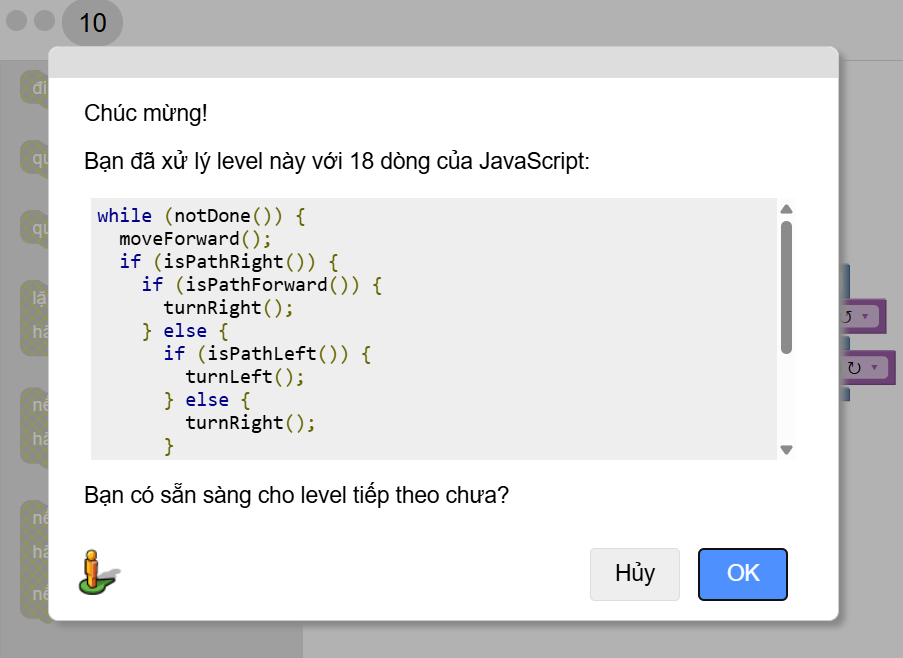 10
Chúc mừng!
Bạn đã xử lý level này với 18 dòng của JavaScript:
while (notDone()) {
  moveForward();
  if (isPathRight()) {
    if (isPathForward()) {
      turnRight();
    } else {
      if (isPathLeft()) {
        turnLeft();
      } else {
        turnRight();
      }
Bạn có sẵn sàng cho level tiếp theo chưa?
Hủy OK